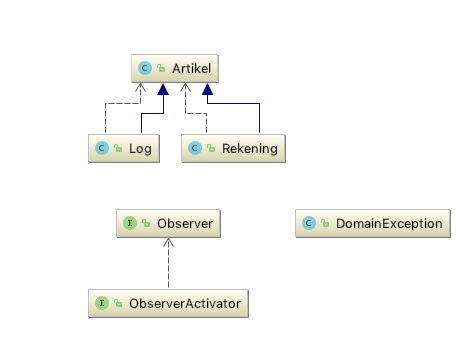 C Artikel
C Log
C Rekening
I Observer
C DomainException
I ObserverActivator